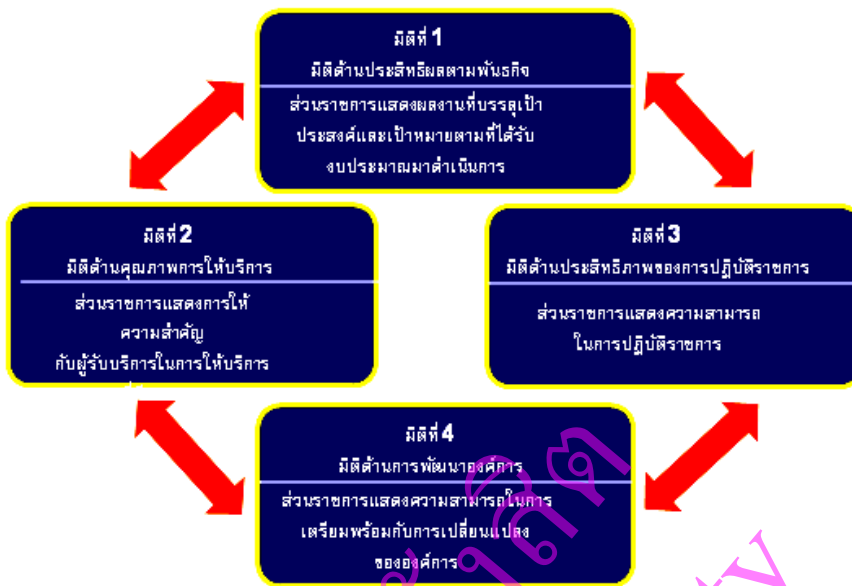 มิติที่ 1
มิติด้านประสิทธิผลตามพันธกิจ
ส่วนราชการแสดงผลงานที่บรรลุเป้า
ประสงค์และเป้าหมายตามที่ได้รับ
งบประมาณมาดำเนินการ
มิติที่ 2
มิติด้านคุณภาพการให้บริการ
ส่วนราชการแสดงการให้
ความสำคัญ
กับผู้รับบริการในการให้บริการ
มิติที่ 3
มิติด้านประสิทธิภาพของการปฏิบัติราชการ
ส่วนราชการแสดงความสามารถ
ในการปฏิบัติราชการ
มิติที่ 4
มิติด้านการพัฒนาองค์การ
ส่วนราชการแสดงความสามารถในการ
เตรียมพร้อมกับการเปลี่ยนแปลง
ขององค์การ